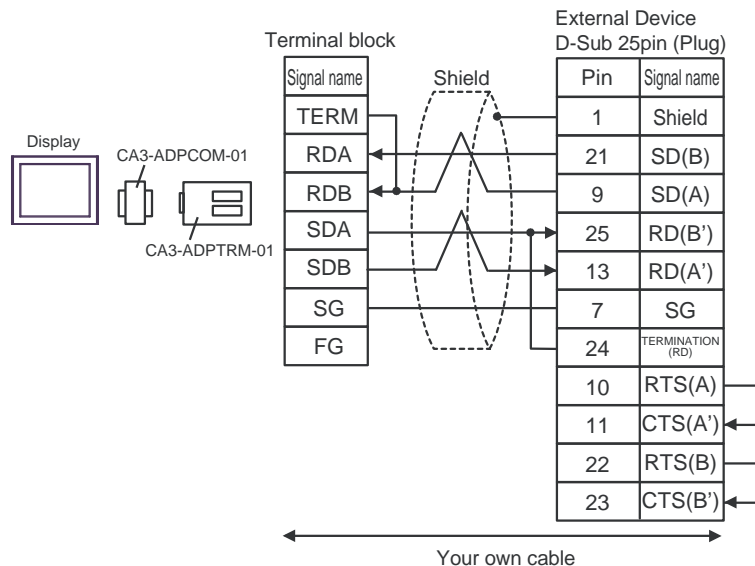 External Device
Terminal block
D-Sub 25pin (Plug)
Signal name
Shield
Pin
Signal name
TERM
1
Shield
Display
CA3-ADPCOM-01
RDA
21
SD(B)
RDB
9
SD(A)
CA3-ADPTRM-01
SDA
25
RD(B’)
SDB
13
RD(A’)
SG
7
SG
FG
24
TERMINATION
(RD)
10
RTS(A)
11
CTS(A’)
22
RTS(B)
23
CTS(B’)
Your own cable